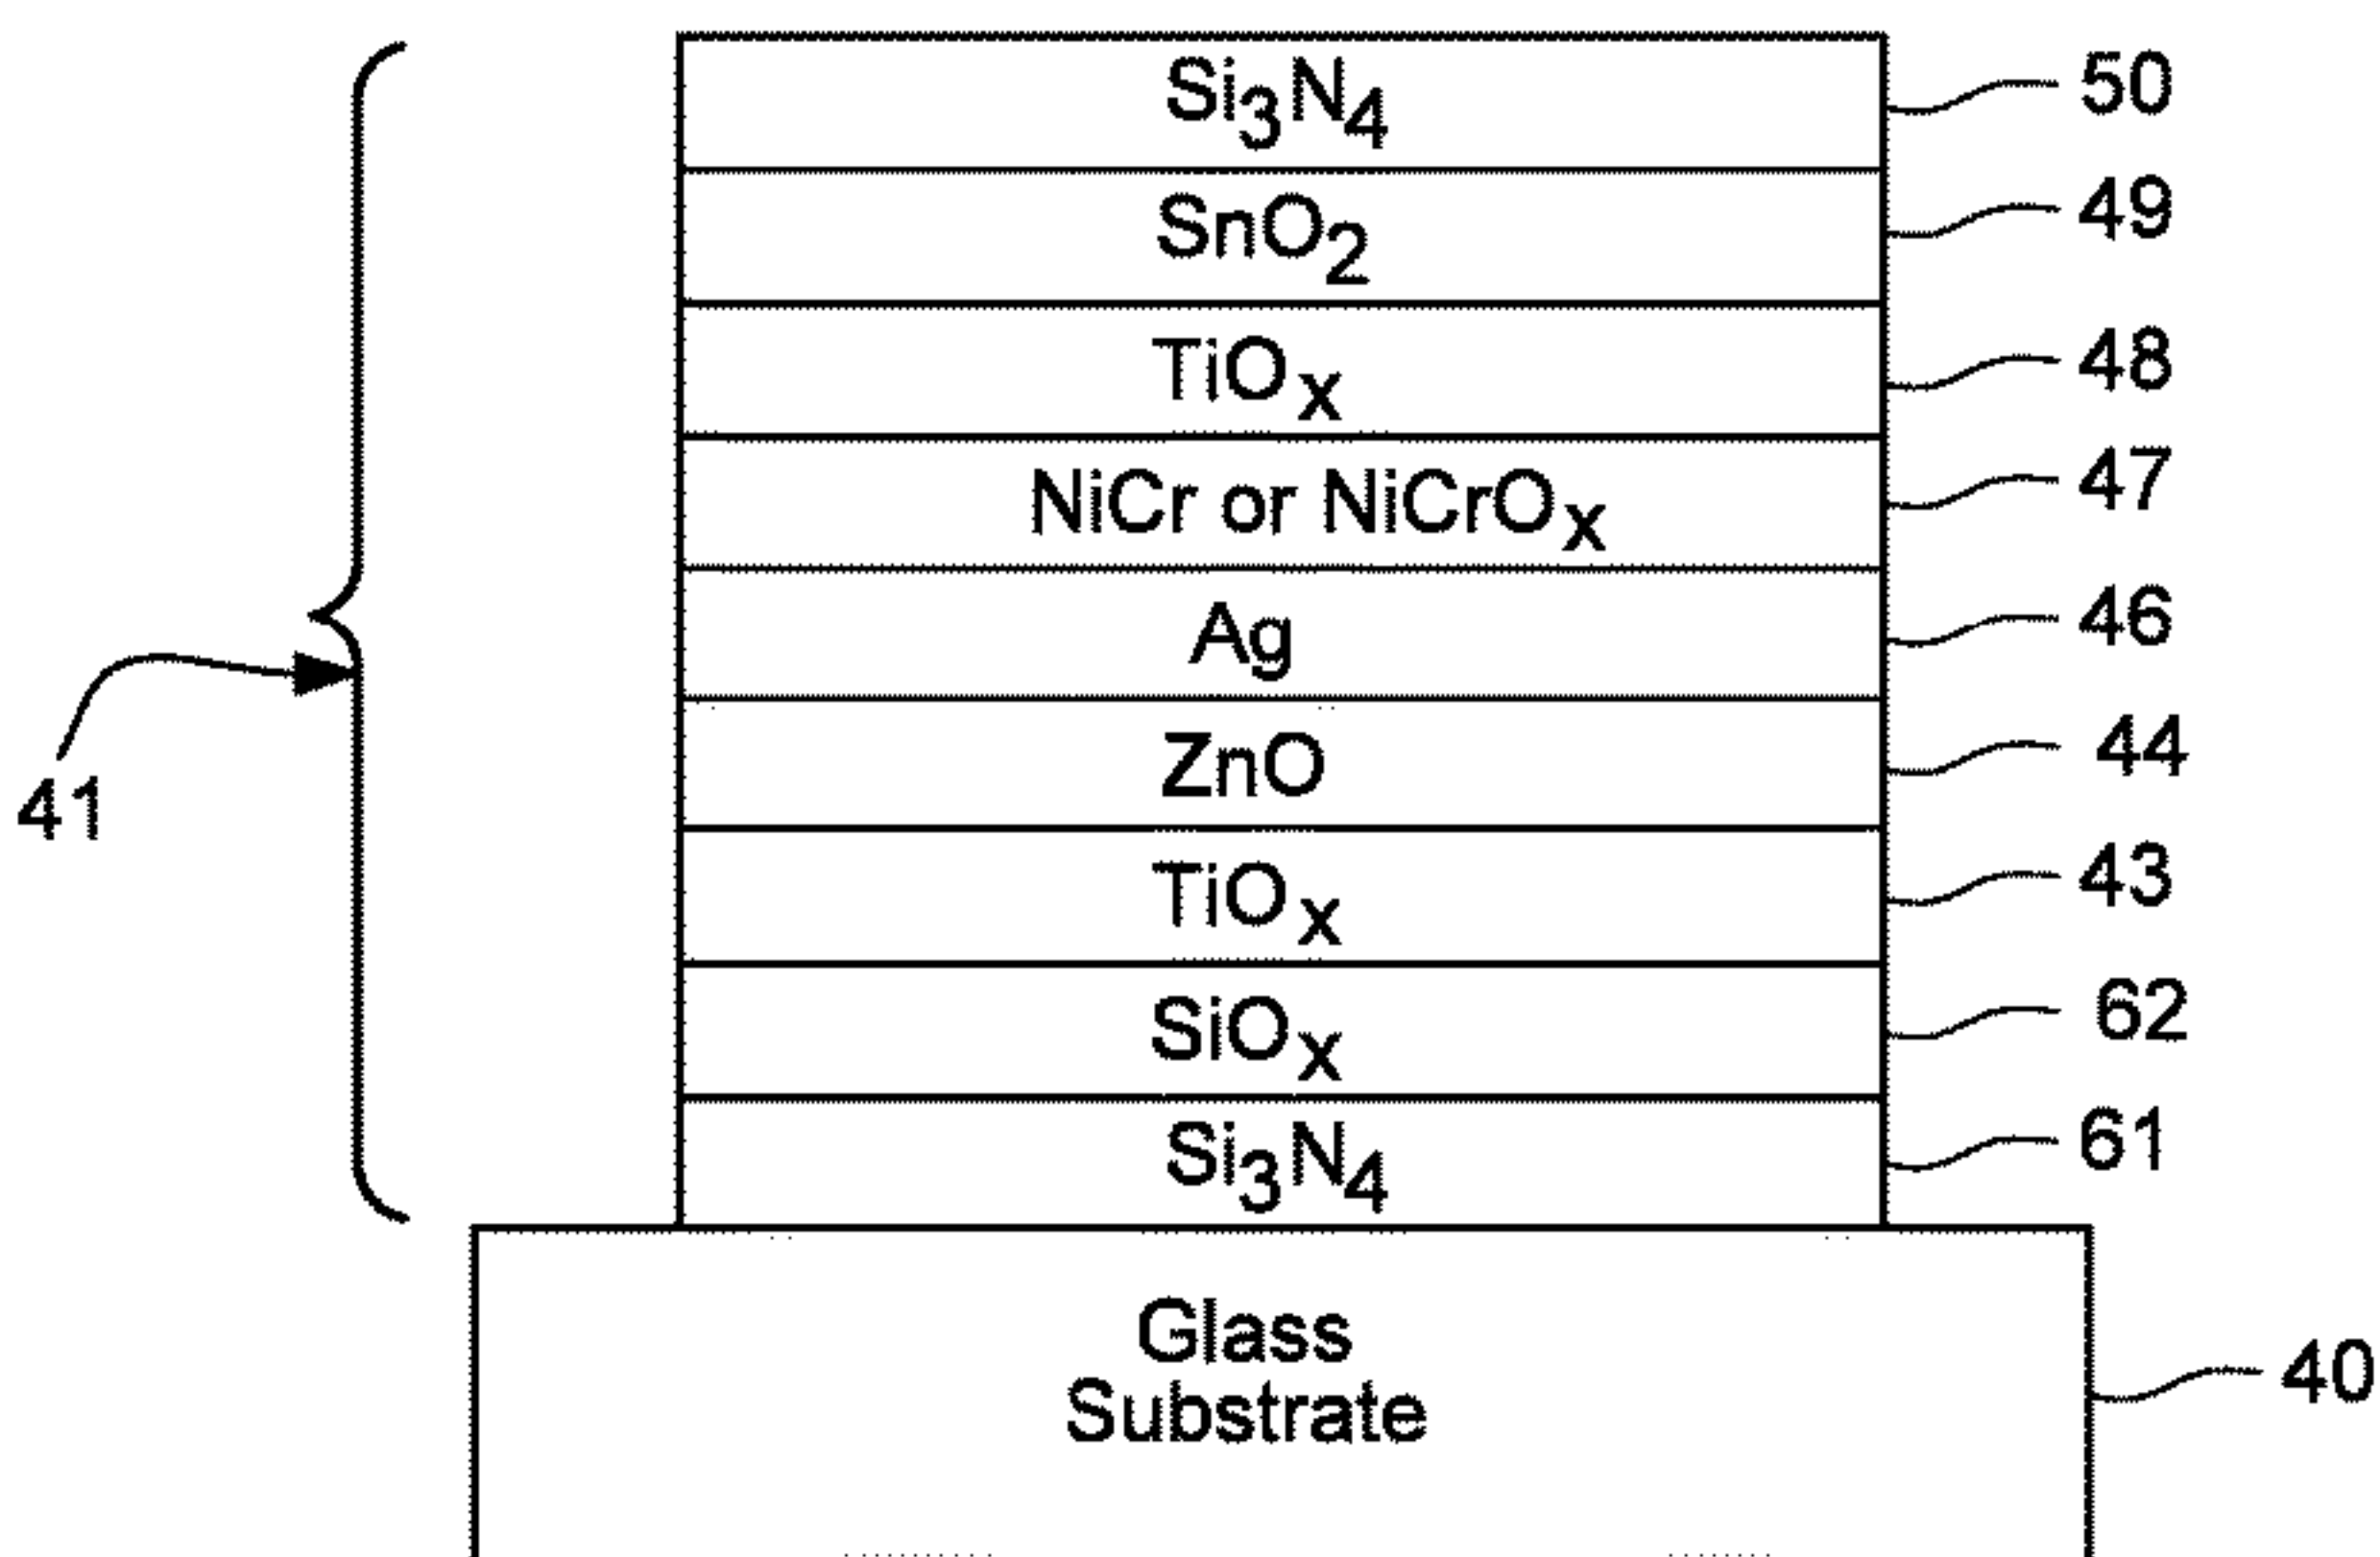 Si3N4 50
SnO2 49
TiOx 48
NiCr or NiCrOx 47
Ag 46
ZnO 44
41
TiOx 43
SiOx 62
Si3N4 61
Glass
Substrate
40